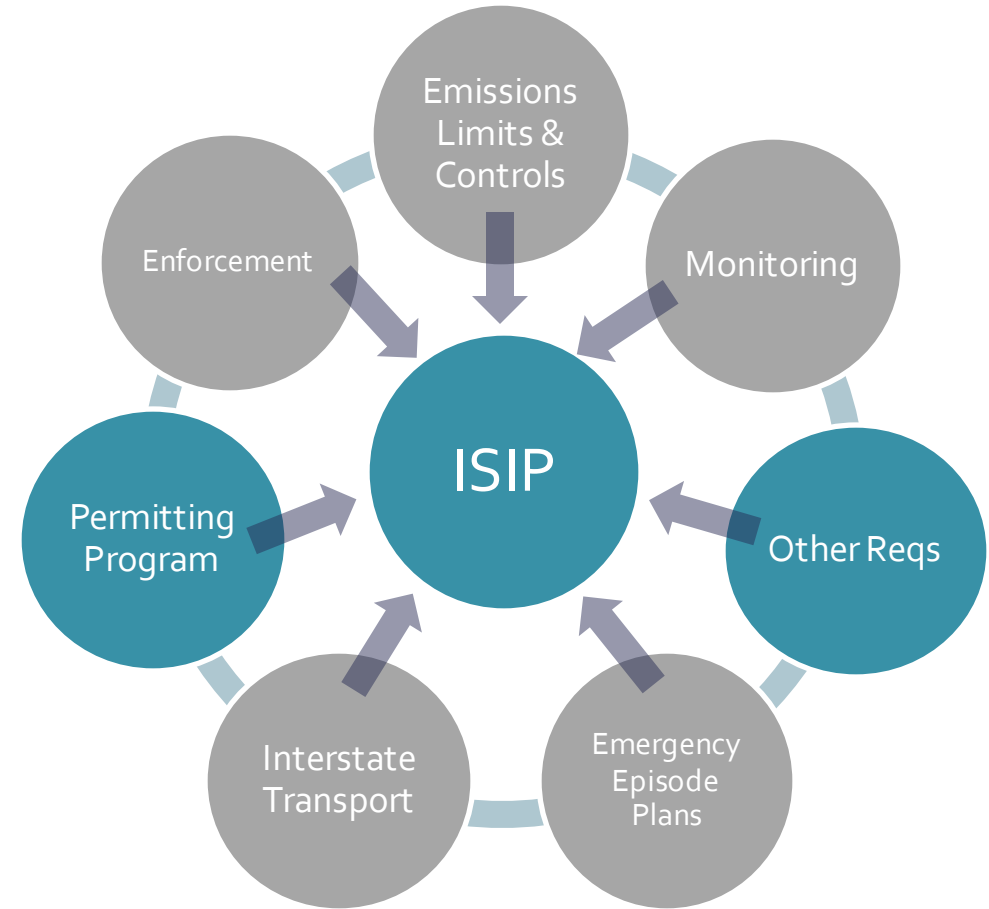 Emissions
Limits &
Controls
Enforcement
Monitoring
ISIP
Permitting
Program
Other Reqs
Interstate
Transport
Emergency
Episode
Plans